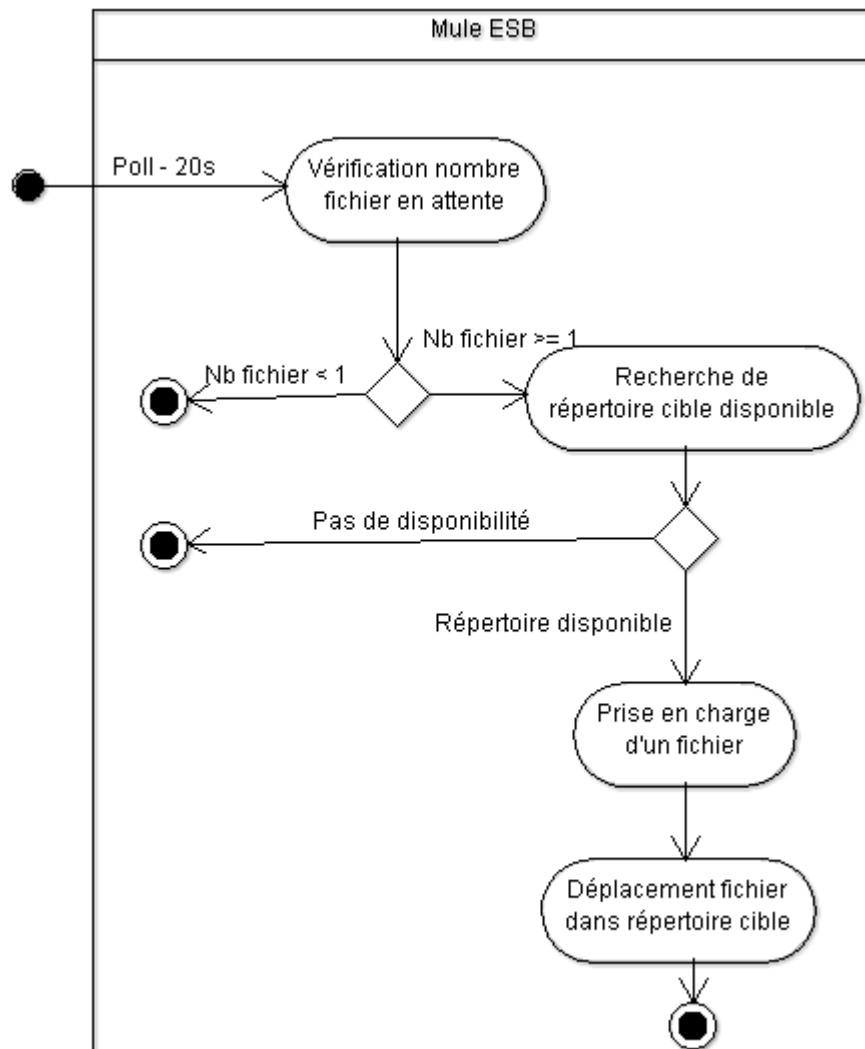 Mule ESB
Poll - 20s
Vérification nombre
fichier en attente
Nb fichier >= 1
Nb fichier < 1
Recherche de
répertoire cible disponible
Pas de disponibilité
Répertoire disponible
Prise en charge
d'un fichier
Déplacement fichier
dans répertoire cible